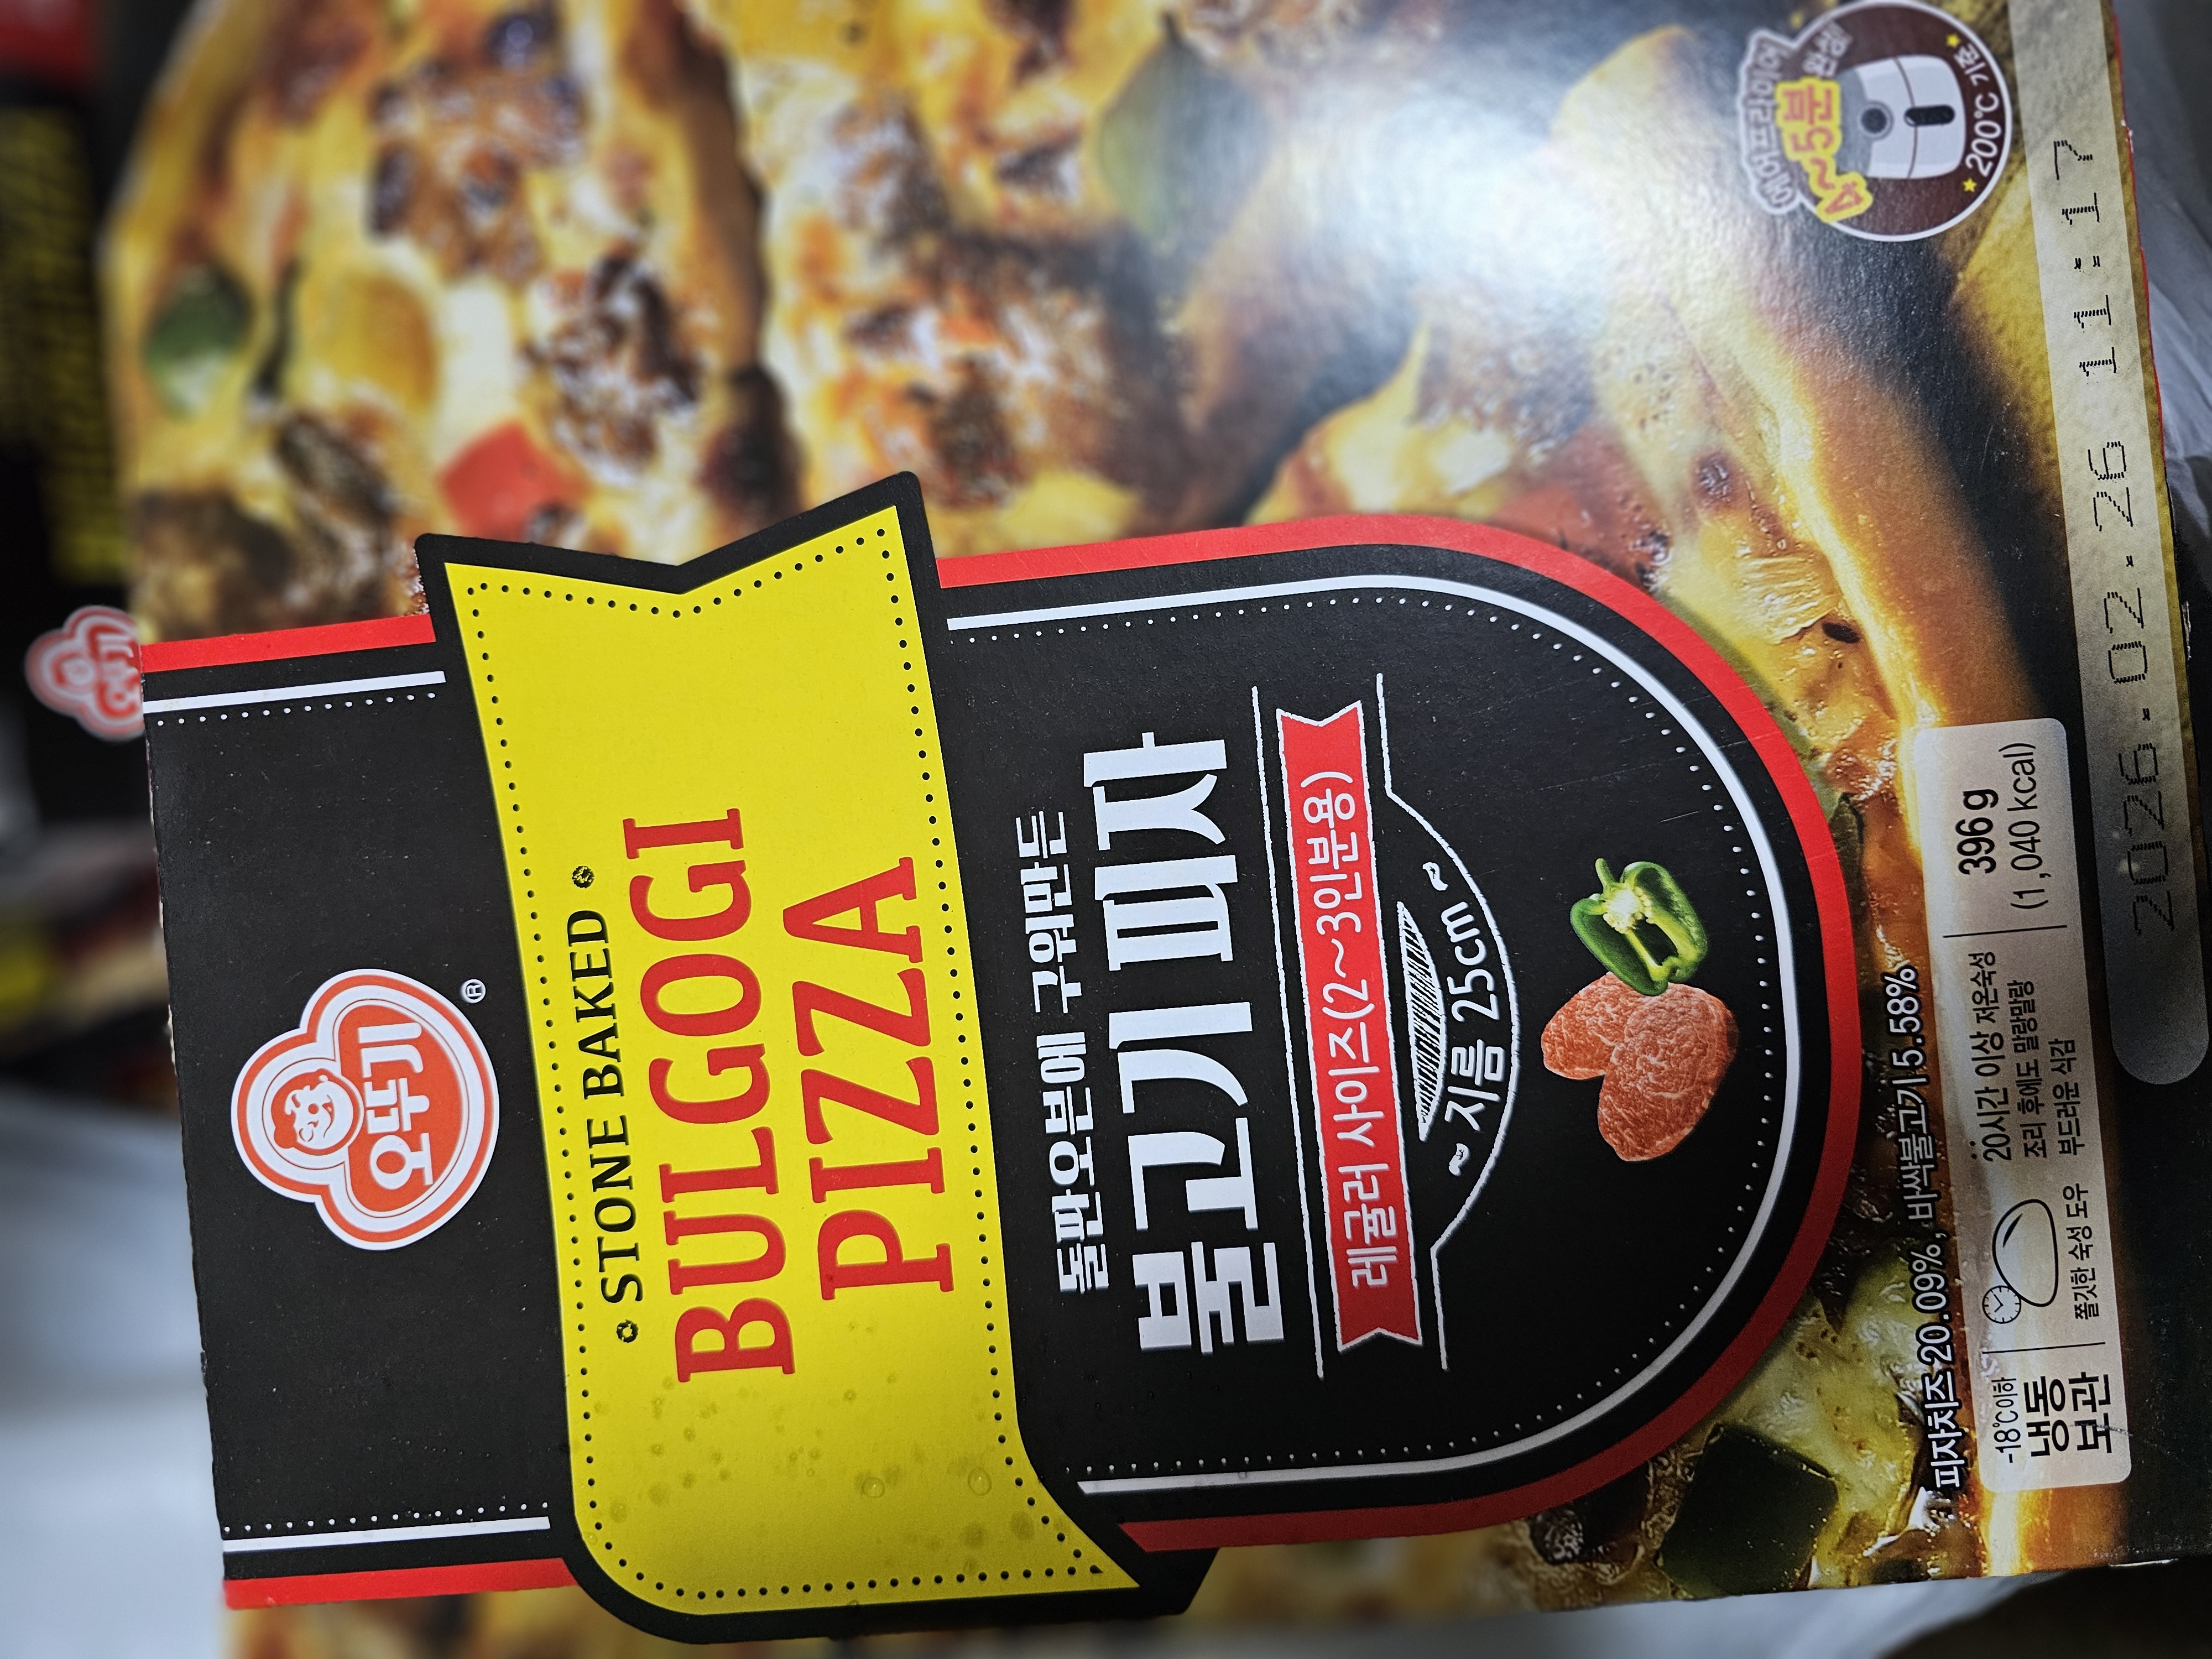 오뚜기
®
STONE BAKED
BULGOGI
PIZZA
돌판오븐에 구워만든
불고기 피자
레귤러 사이즈(2~3인분용)
~ 지름 25cm ~
피자치즈 20.09%, 바싹불고기 5.58%
-18℃이하
냉동
보관
쫄깃한 숙성 도우
20시간 이상 저온숙성
조리 후에도 말랑말랑
부드러운 식감
396 g
(1,040 kcal)
2026.02.26 11:17
에어프라이어
4~5분
완성!
200℃ 기준
오뚜기